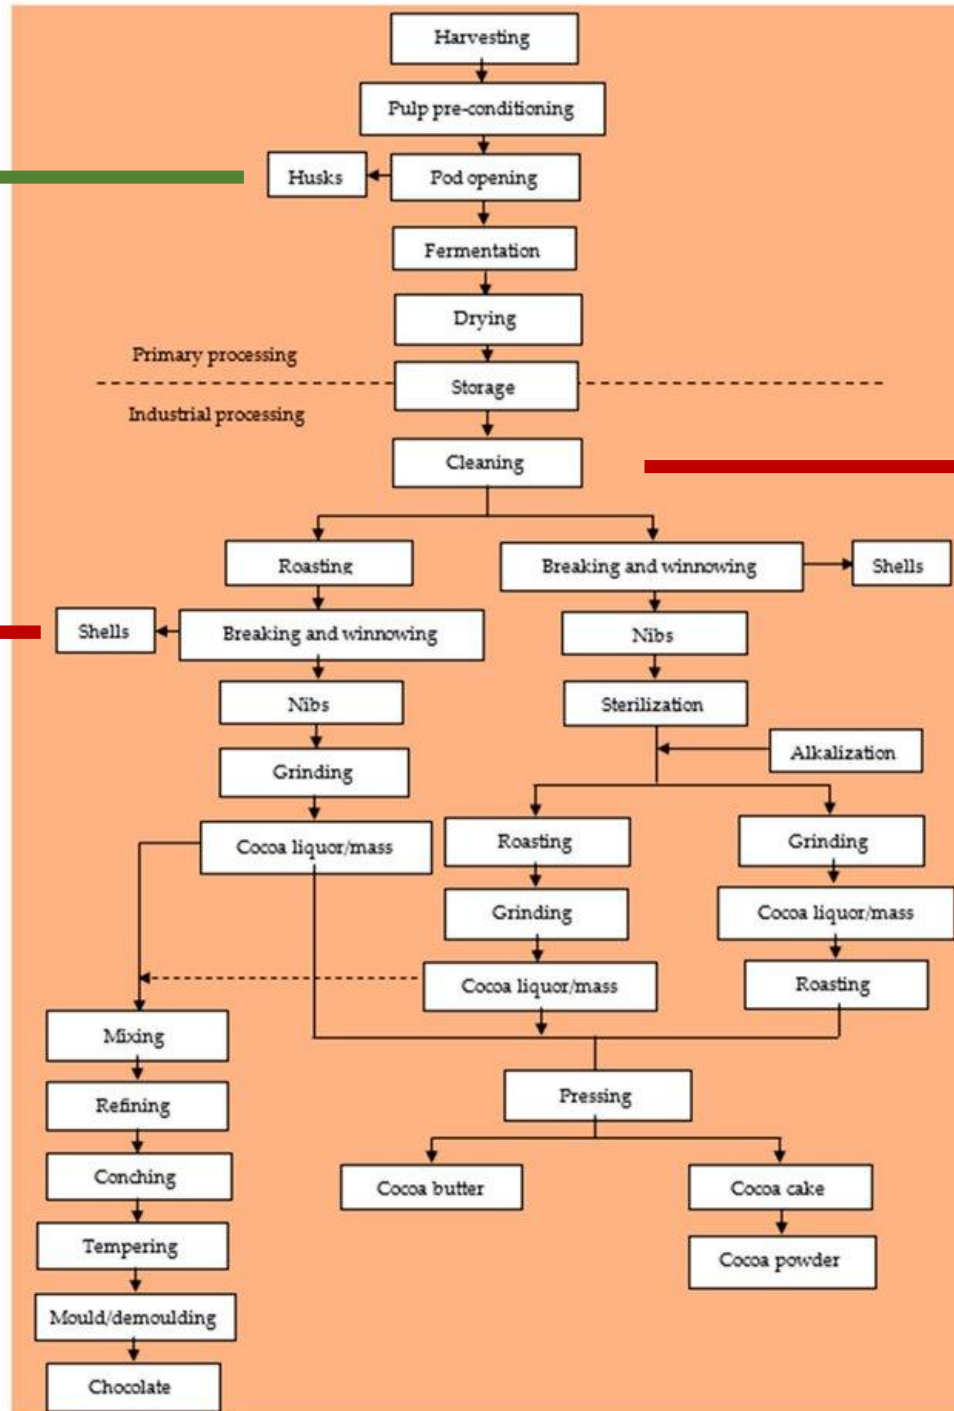 Harvesting
Pulp pre-conditioning
Husks
Pod opening
Fermentation
Drying
Primary processing
Storage
Industrial processing
Cleaning
Roasting
Breaking and winnowing
Shells
Shells
Breaking and winnowing
Nibs
Nibs
Sterilization
Grinding
Alkalization
Cocoa liquor/mass
Roasting
Grinding
Grinding
Cocoa liquor/mass
Cocoa liquor/mass
Roasting
Mixing
Pressing
Refining
Conching
Cocoa butter
Cocoa cake
Tempering
Cocoa powder
Mould/demoulding
Chocolate